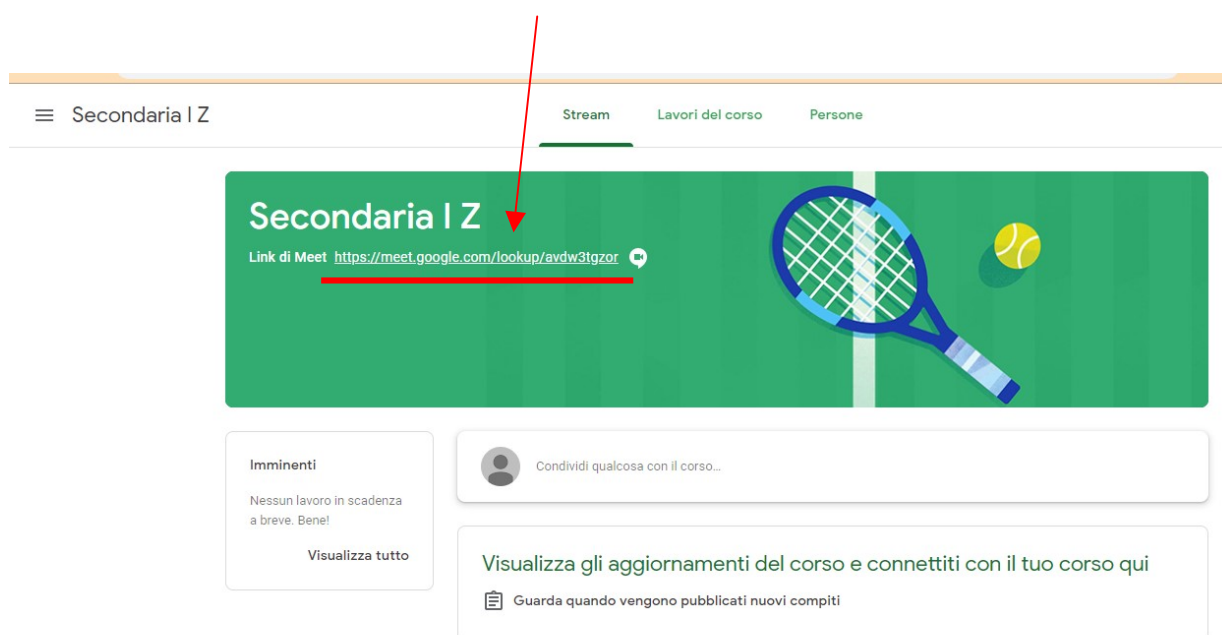 Secondaria I Z
Stream Lavori del corso Persone
Secondaria I Z
Link di Meet https://meet.google.com/lookup/avdw3tgzor
Imminenti
Nessun lavoro in scadenza
a breve. Bene!
Visualizza tutto
Condividi qualcosa con il corso...
Visualizza gli aggiornamenti del corso e connettiti con il tuo corso qui
Guarda quando vengono pubblicati nuovi compiti